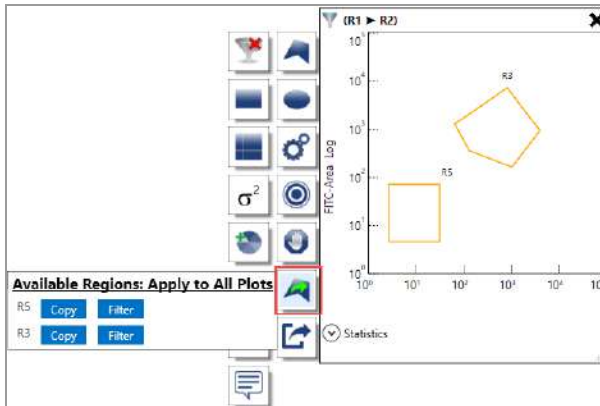 (R1 ► R2)
10⁵
10⁴
10³
10²
10¹
10⁰
FITC-Area Log
R3
R5
10⁰ 10¹ 10² 10³ 10⁴
σ²
Available Regions: Apply to All Plots
R5 Copy Filter
R3 Copy Filter
Statistics